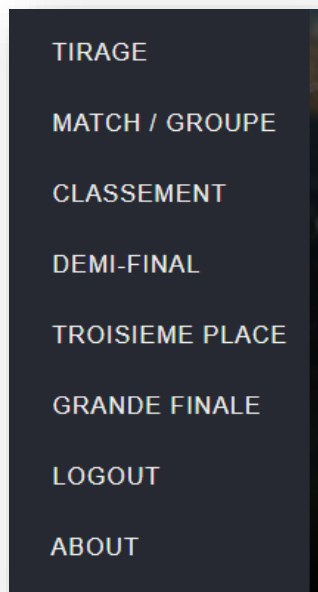 TIRAGE
MATCH / GROUPE
CLASSEMENT
DEMI-FINAL
TROISIEME PLACE
GRANDE FINALE
LOGOUT
ABOUT